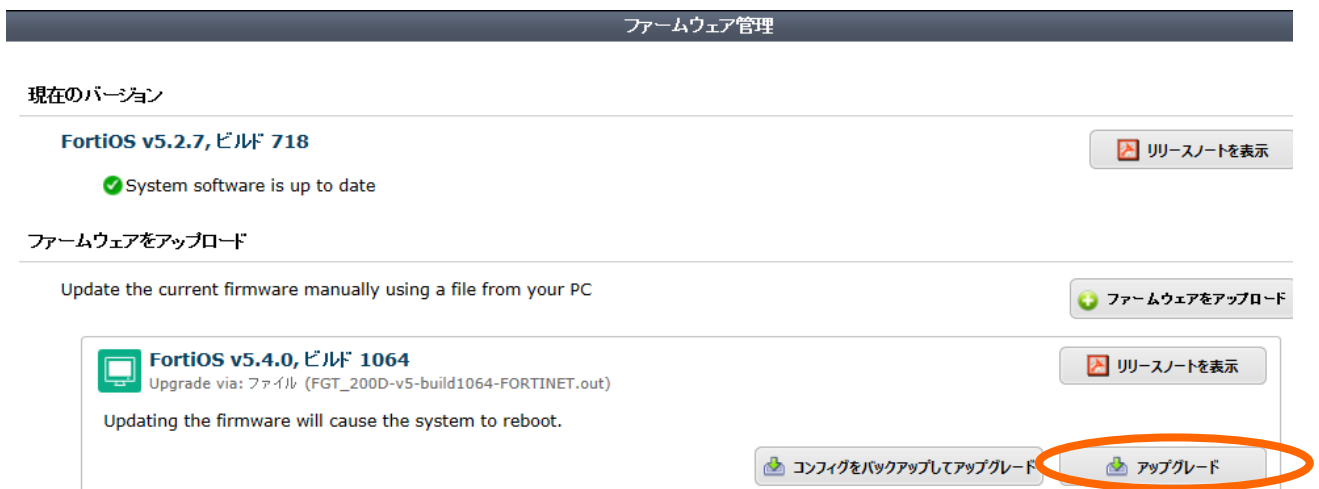 ファームウェア管理
現在のバージョン
FortiOS v5.2.7, ビルド 718
リリースノートを表示
System software is up to date
ファームウェアをアップロード
Update the current firmware manually using a file from your PC
ファームウェアをアップロード
FortiOS v5.4.0, ビルド 1064
リリースノートを表示
Upgrade via: ファイル (FGT_200D-v5-build1064-FORTINET.out)
Updating the firmware will cause the system to reboot.
コンフィグをバックアップしてアップグレード
アップグレード